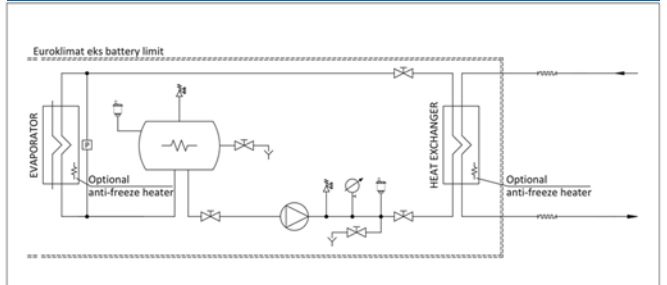 Euroklimat eks battery limit
EVAPORATOR
P
Optional
anti-freeze heater
HEAT EXCHANGER
Optional
anti-freeze heater